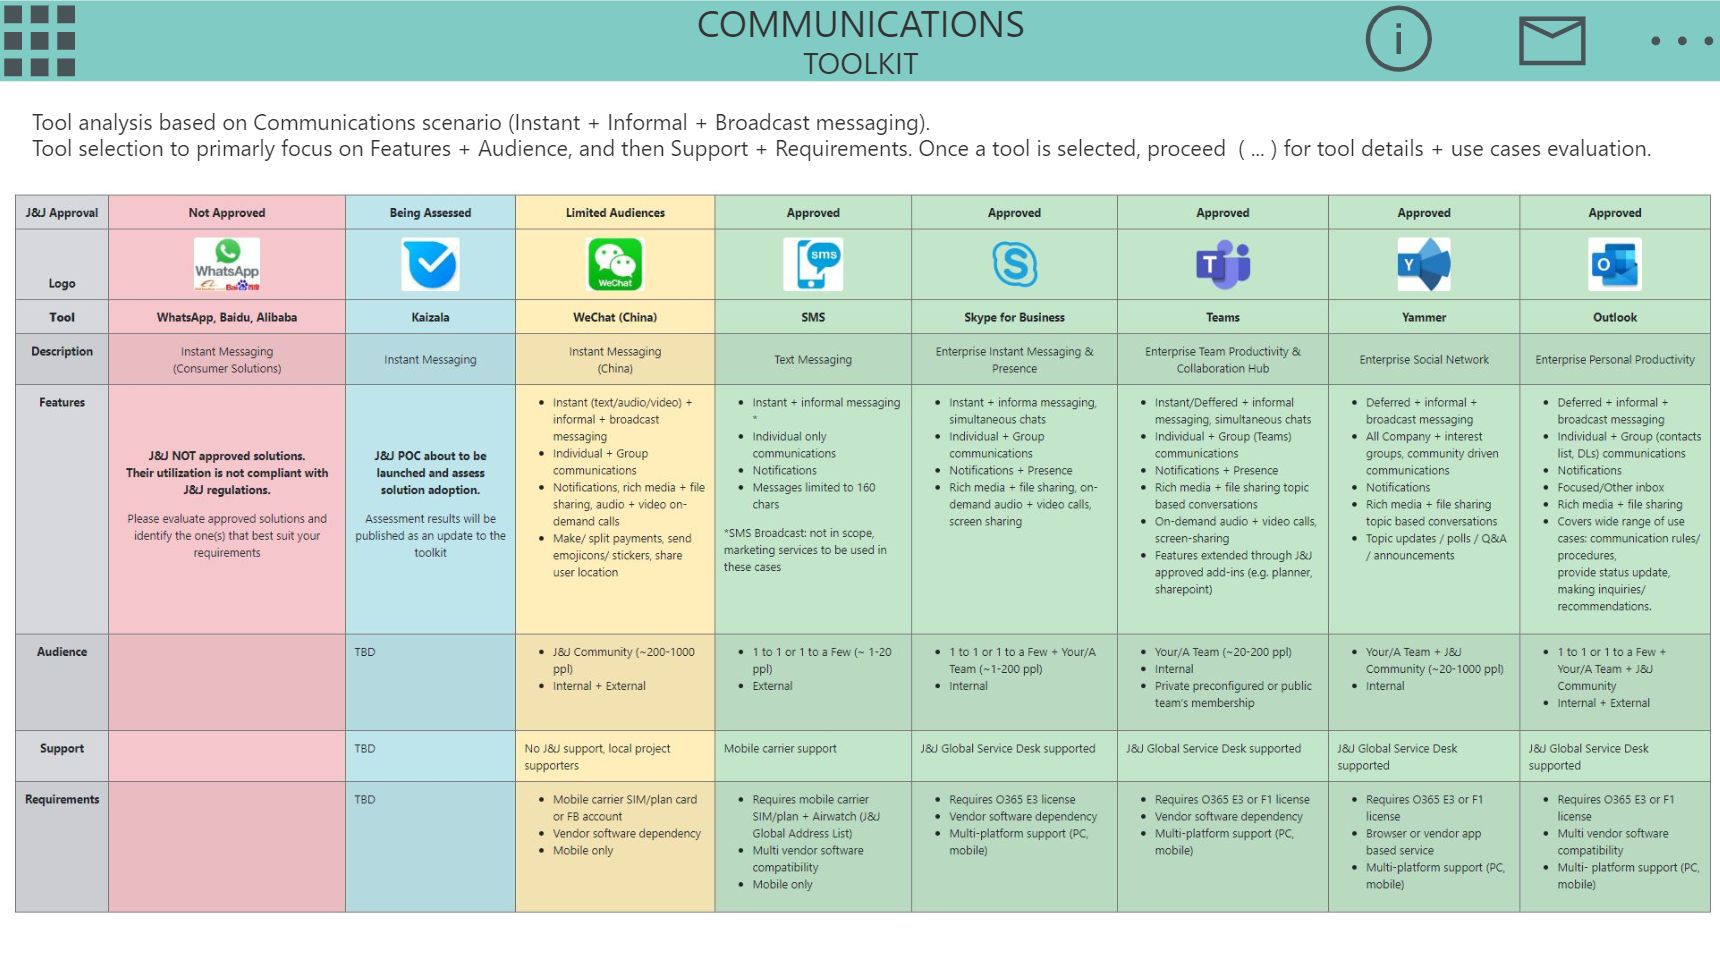 COMMUNICATIONS
TOOLKIT
i
Tool analysis based on Communications scenario (Instant + Informal + Broadcast messaging).
Tool selection to primarly focus on Features + Audience, and then Support + Requirements. Once a tool is selected, proceed ( ... ) for tool details + use cases evaluation.
J&J Approval
Not Approved
Being Assessed
Limited Audiences
Approved
Approved
Approved
Approved
Approved
Logo
WhatsApp
Bai 百度
WeChat
sms
S
T
Y
O
Tool
WhatsApp, Baidu, Alibaba
Kaizala
WeChat (China)
SMS
Skype for Business
Teams
Yammer
Outlook
Description
Instant Messaging
(Consumer Solutions)
Instant Messaging
Instant Messaging
(China)
Text Messaging
Enterprise Instant Messaging &
Presence
Enterprise Team Productivity &
Collaboration Hub
Enterprise Social Network
Enterprise Personal Productivity
Features
J&J NOT approved solutions.
Their utilization is not compliant with
J&J regulations.
Please evaluate approved solutions and
identify the one(s) that best suit your
requirements
J&J POC about to be
launched and assess
solution adoption.
Assessment results will be
published as an update to the
toolkit
• Instant (text/audio/video) +
informal + broadcast
messaging
• Individual + Group
communications
• Notifications, rich media + file
sharing, audio + video on-
demand calls
• Make/ split payments, send
emojicons/ stickers, share
user location
• Instant + informal messaging
*
• Individual only
communications
• Notifications
• Messages limited to 160
chars
*SMS Broadcast: not in scope,
marketing services to be used in
these cases
• Instant + informa messaging,
simultaneous chats
• Individual + Group
communications
• Notifications + Presence
• Rich media + file sharing, on-
demand audio + video calls,
screen sharing
• Instant/Deffered + informal
messaging, simultaneous chats
• Individual + Group (Teams)
communications
• Notifications + Presence
• Rich media + file sharing topic
based conversations
• On-demand audio + video calls,
screen-sharing
• Features extended through J&J
approved add-ins (e.g. planner,
sharepoint)
• Deferred + informal +
broadcast messaging
• All Company + interest
groups, community driven
communications
• Notifications
• Rich media + file sharing
topic based conversations
• Topic updates / polls / Q&A
/ announcements
• Deferred + informal +
broadcast messaging
• Individual + Group (contacts
list, DLs) communications
• Notifications
• Focused/Other inbox
• Rich media + file sharing
• Covers wide range of use
cases: communication rules/
procedures,
provide status update,
making inquiries/
recommendations.
Audience
TBD
• J&J Community (~200-1000
ppl)
• Internal + External
• 1 to 1 or 1 to a Few (~ 1-20
ppl)
• External
• 1 to 1 or 1 to a Few + Your/A
Team (~1-200 ppl)
• Internal
• Your/A Team (~20-200 ppl)
• Internal
• Private preconfigured or public
team's membership
• Your/A Team + J&J
Community (~20-1000 ppl)
• Internal
• 1 to 1 or 1 to a Few +
Your/A Team + J&J
Community
• Internal + External
Support
TBD
No J&J support, local project
supporters
Mobile carrier support
J&J Global Service Desk supported
J&J Global Service Desk supported
J&J Global Service Desk
supported
J&J Global Service Desk
supported
Requirements
TBD
• Mobile carrier SIM/plan card
or FB account
• Vendor software dependency
• Mobile only
• Requires mobile carrier
SIM/plan + Airwatch (J&J
Global Address List)
• Multi vendor software
compatibility
• Mobile only
• Requires O365 E3 license
• Vendor software dependency
• Multi-platform support (PC,
mobile)
• Requires O365 E3 or F1 license
• Vendor software dependency
• Multi-platform support (PC,
mobile)
• Requires O365 E3 or F1
license
• Browser or vendor app
based service
• Multi-platform support (PC,
mobile)
• Requires O365 E3 or F1
license
• Multi vendor software
compatibility
• Multi- platform support (PC,
mobile)